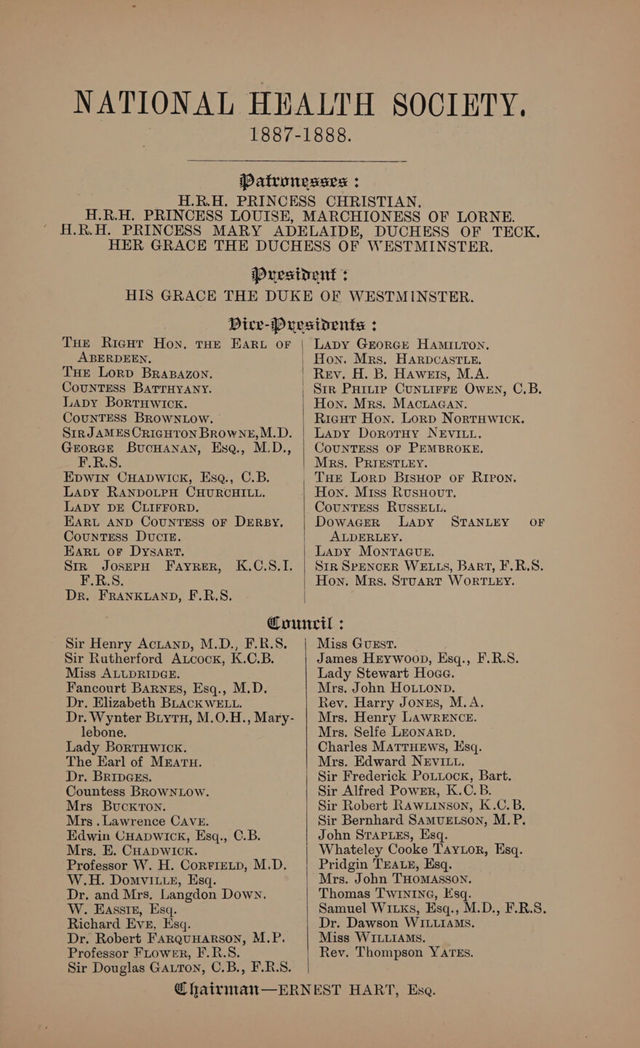 NATIONAL HEALTH SOCIETY.
1887-1888.
Patronesses :
H.R.H. PRINCESS CHRISTIAN.
H.R.H. PRINCESS LOUISE, MARCHIONESS OF LORNE.
H.R.H. PRINCESS MARY ADELAIDE, DUCHESS OF TECK.
HER GRACE THE DUCHESS OF WESTMINSTER.
President :
HIS GRACE THE DUKE OF WESTMINSTER.
Vice-Presidents :
THE RIGHT HON. THE EARL OF
ABERDEEN.
THE LORD BRABAZON.
COUNTESS BATTHYANY.
LADY BORTHWICK.
COUNTESS BROWNLOW.
SIR JAMES CRICHTON BROWNE, M.D.
GEORGE BUCHANAN, ESQ., M.D.,
F.R.S.
EDWIN CHADWICK, ESQ., C.B.
LADY RANDOLPH CHURCHILL.
LADY DE CLIFFORD.
EARL AND COUNTESS OF DERBY.
COUNTESS DUCIE.
EARL OF DYSART.
SIR JOSEPH FAYRER, K.C.S.I.
F.R.S.
DR. FRANKLAND, F.R.S.
LADY GEORGE HAMILTON.
HON. MRS. HARDCASTLE.
REV. H. B. HAWEIS, M.A.
SIR PHILIP CUNLIFFE OWEN, C.B.
HON. MRS. MACLAGAN.
RIGHT HON. LORD NORTHWICK.
LADY DOROTHY NEVILL.
COUNTESS OF PEMBROKE.
MRS. PRIESTLEY.
THE LORD BISHOP OF RIPON.
HON. MISS RUSHOUT.
COUNTESS RUSSELL.
DOWAGER LADY STANLEY OF
ALDERLEY.
LADY MONTAGUE.
SIR SPENCER WELLS, BART, F.R.S.
HON. MRS. STUART WORTLEY.
Council :
Sir Henry ACLAND, M.D., F.R.S.
Sir Rutherford ALCOCK, K.C.B.
Miss ALLDRIDGE.
Fancourt BARNES, Esq., M.D.
Dr. Elizabeth BLACKWELL.
Dr. Wynter BLYTH, M.O.H., Mary-
lebone.
Lady BORTHWICK.
The Earl of MEATH.
Dr. BRIDGES.
Countess BROWNLOW.
Mrs BUCKTON.
Mrs. Lawrence CAVE.
Edwin CHADWICK, Esq., C.B.
Mrs. E. CHADWICK.
Professor W. H. CORFIELD, M.D.
W.H. DOMVILLE, Esq.
Dr. and Mrs. Langdon DOWN.
W. EASSIE, Esq.
Richard EVE, Esq.
Dr. Robert FARQUHARSON, M.P.
Professor FLOWER, F.R.S.
Sir Douglas GALTON, C.B., F.R.S.
Miss GUEST.
James HEYWOOD, Esq., F.R.S.
Lady Stewart HOGG.
Mrs. John HOLLOND.
Rev. Harry JONES, M.A.
Mrs. Henry LAWRENCE.
Mrs. Selfe LEONARD.
Charles MATTHEWS, Esq.
Mrs. Edward NEVILL.
Sir Frederick POLLOCK, Bart.
Sir Alfred POWER, K.C.B.
Sir Robert RAWLINSON, K.C.B.
Sir Bernhard SAMUELSON, M.P.
John STAPLES, Esq.
Whateley Cooke TAYLOR, Esq.
Pridgin TEALE, Esq.
Mrs. John THOMASSON.
Thomas TWINING, Esq.
Samuel WILKS, Esq., M.D., F.R.S.
Dr. Dawson WILLIAMS.
Miss WILLIAMS.
Rev. Thompson YATES.
Chairman—ERNEST HART, ESQ.